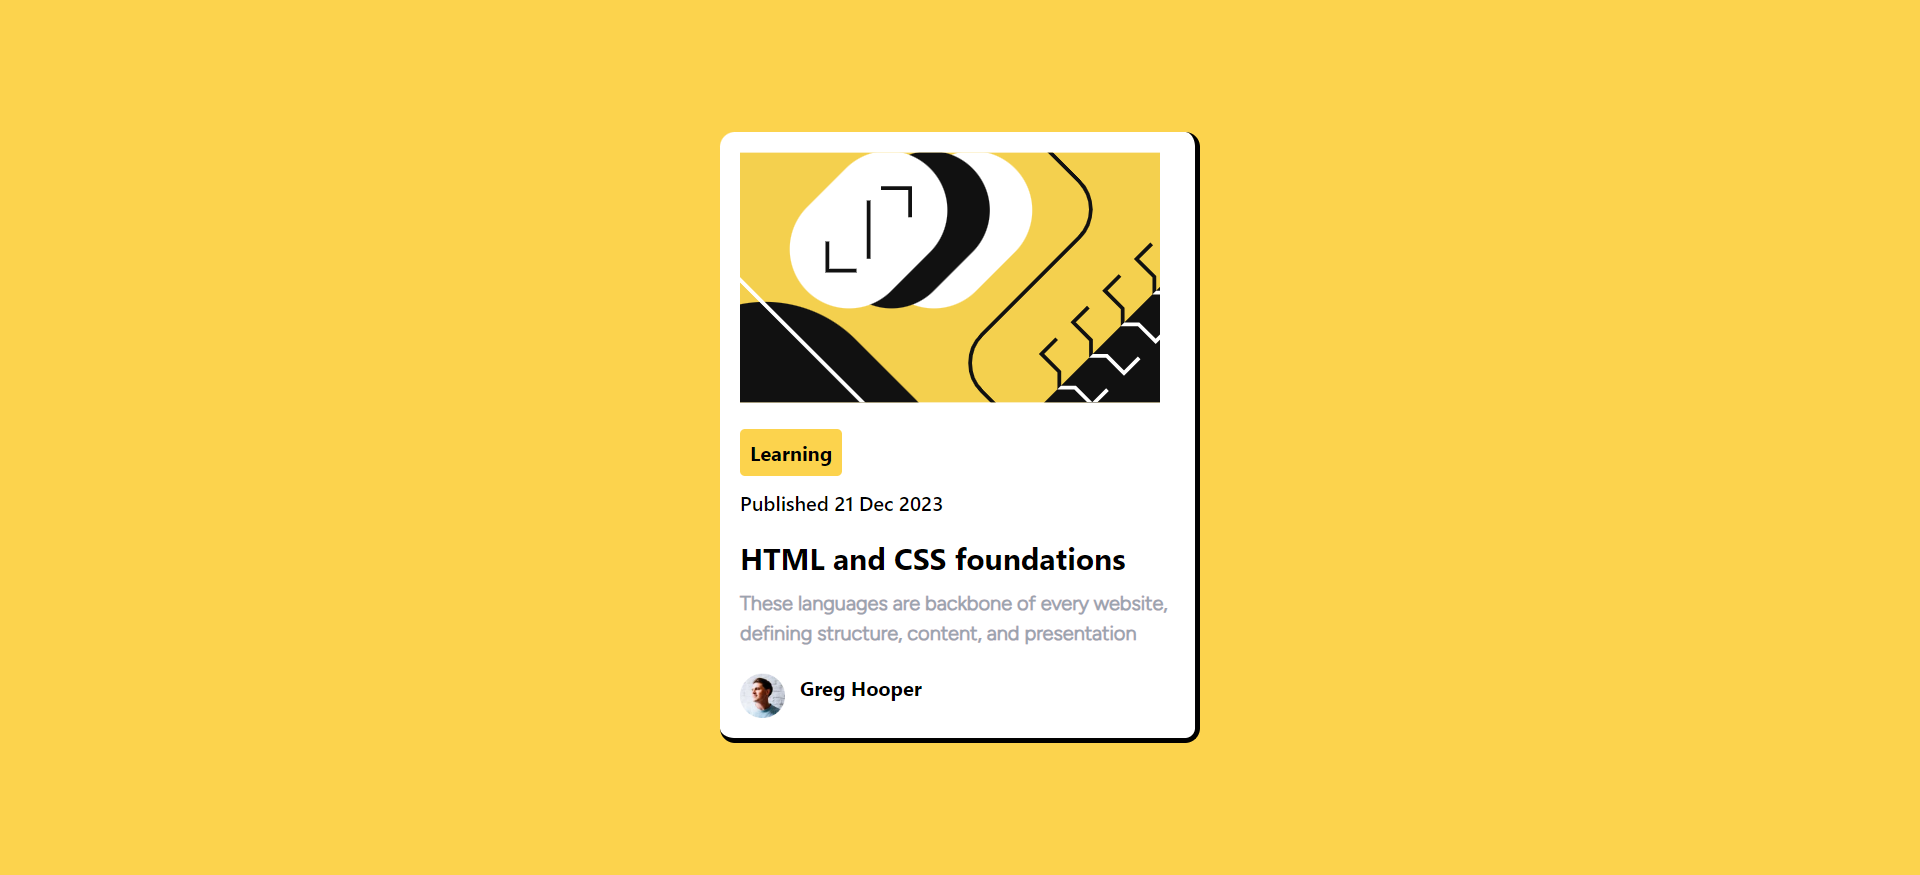 Learning
Published 21 Dec 2023
HTML and CSS foundations
These languages are backbone of every website,
defining structure, content, and presentation
Greg Hooper